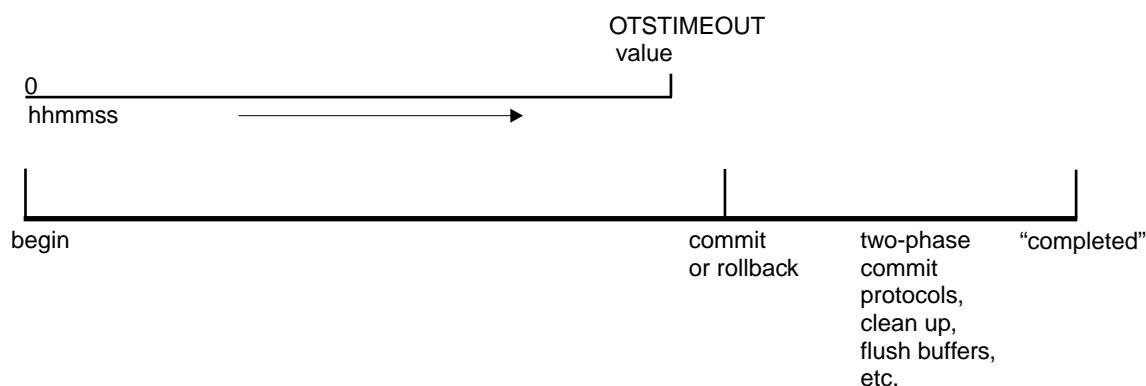 OTSTIMEOUT
value
0
hhmmss
begin
commit
or rollback
two-phase
commit
protocols,
clean up,
flush buffers,
etc.
“completed”